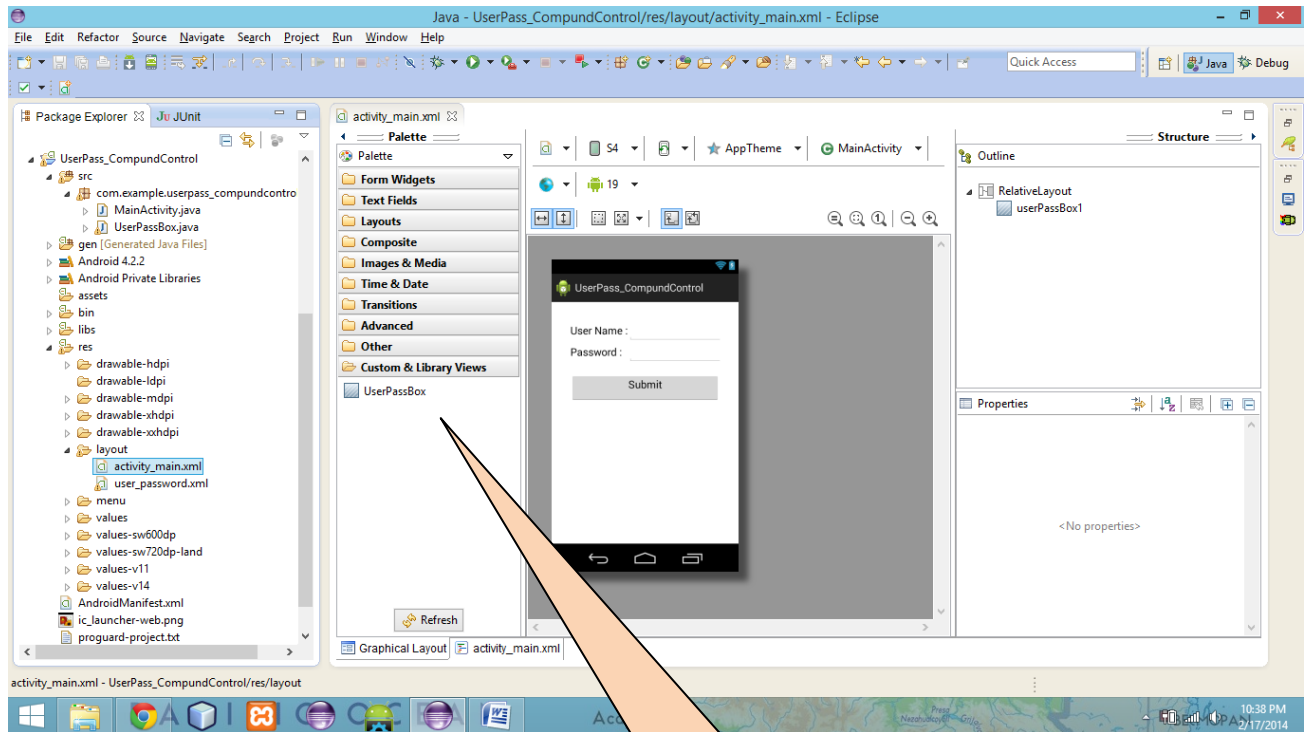 Java - UserPass_CompundControl/res/layout/activity_main.xml - Eclipse
File Edit Refactor Source Navigate Search Project Run Window Help
Quick Access
Java
Debug
Package Explorer
Ju JUnit
UserPass_CompundControl
src
com.example.userpass_compundcontro
MainActivity.java
UserPassBox.java
gen [Generated Java Files]
Android 4.2.2
Android Private Libraries
assets
bin
libs
res
drawable-hdpi
drawable-ldpi
drawable-mdpi
drawable-xhdpi
drawable-xxhdpi
layout
activity_main.xml
user_password.xml
menu
values
values-sw600dp
values-sw720dp-land
values-v11
values-v14
AndroidManifest.xml
ic_launcher-web.png
proguard-project.txt
activity_main.xml
Palette
Palette
Form Widgets
Text Fields
Layouts
Composite
Images & Media
Time & Date
Transitions
Advanced
Other
Custom & Library Views
UserPassBox
Refresh
S4
AppTheme
MainActivity
19
UserPass_CompundControl
User Name :
Password :
Submit
Structure
Outline
RelativeLayout
userPassBox1
Properties
<No properties>
Graphical Layout
activity_main.xml
activity_main.xml - UserPass_CompundControl/res/layout
10:38 PM
2/17/2014